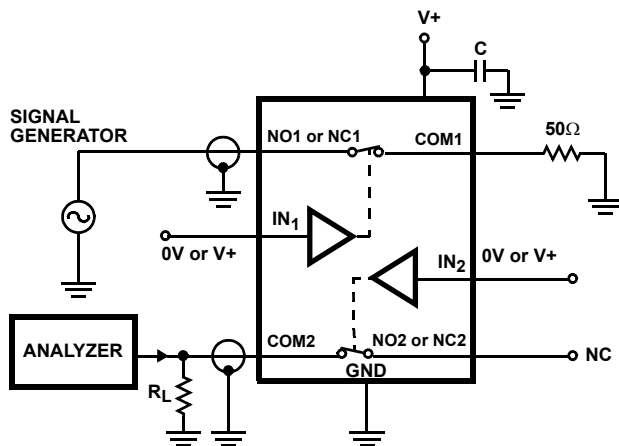 V+
C
SIGNAL
GENERATOR
NO1 or NC1
COM1
50Ω
IN1
0V or V+
IN2
0V or V+
ANALYZER
COM2
NO2 or NC2
GND
NC
RL